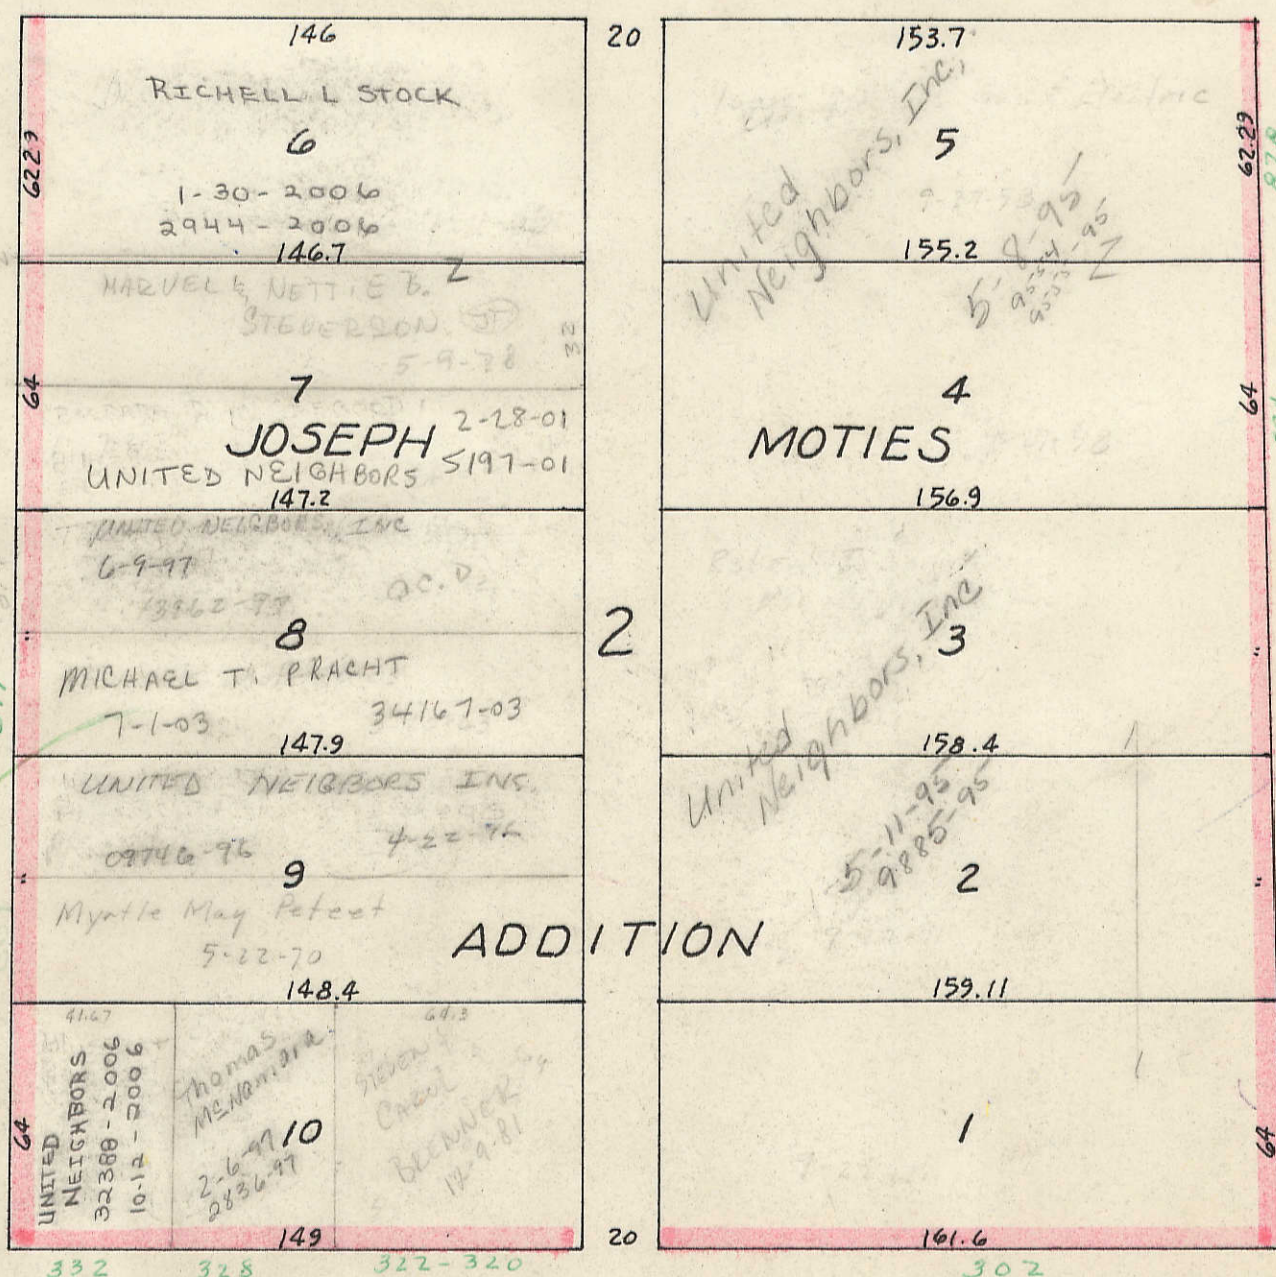 146
RICHELL L STOCK
6
1-30-2006
2944-2006
146.7
62.29
20
153.7
5
United
Neighbors, Inc.,
155.2
5-8-95
62.29
Z
Z
MARVEL & NETTIE B.
STEVERSON JT
5-9-78
32
64
7
2-28-01
JOSEPH
UNITED NEIGHBORS 5197-01
147.2
4
MOTIES
156.9
64
UNITED NEIGBORS, INC
6-9-97
Q.C.D.
8
"
MICHAEL T. PRACHT
7-1-03 34167-03
147.9
2
3
"
United
Neighbors, Inc
158.4
5-11-95
9885-95
UNITED NEIGBORS INC.
09746-96 4-22-96
9
"
Myrtle May Peteet
5-22-70
148.4
2
"
ADDITION
159.11
41.67
64.3
UNITED
NEIGHBORS
32388-2006
10-12-2006
64
Thomas
McNamara
2-6-97
2836-97
10
STEVEN &
CAROL
BRENNER
12-9-81
149
20
1
64
161.6
332 328 322-320 302